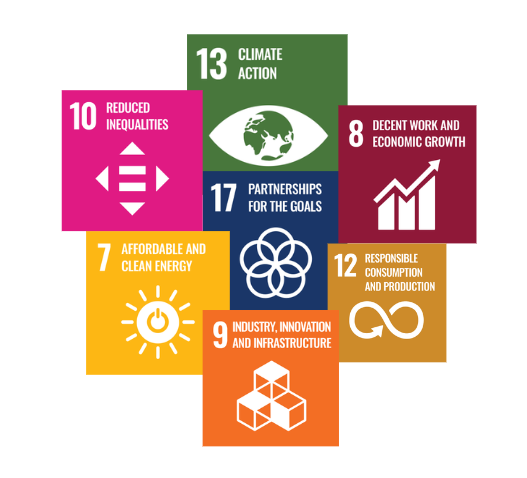 13 CLIMATE
ACTION
10 REDUCED
INEQUALITIES
8 DECENT WORK AND
ECONOMIC GROWTH
17 PARTNERSHIPS
FOR THE GOALS
7 AFFORDABLE AND
CLEAN ENERGY
12 RESPONSIBLE
CONSUMPTION
AND PRODUCTION
9 INDUSTRY, INNOVATION
AND INFRASTRUCTURE